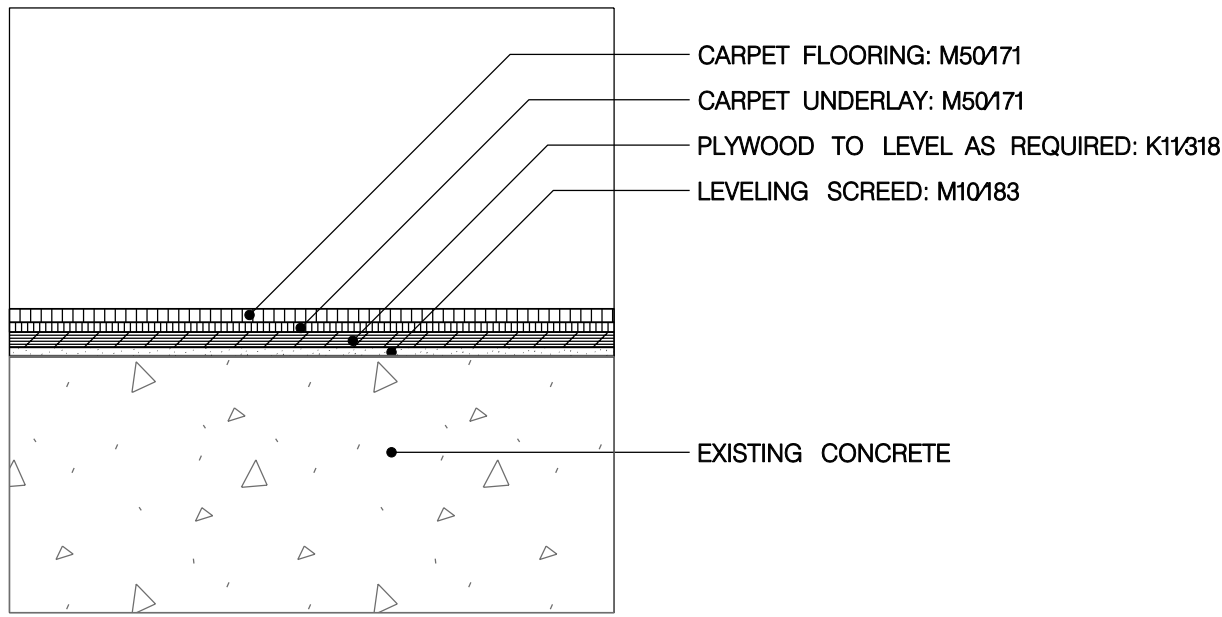 CARPET FLOORING: M50/171
CARPET UNDERLAY: M50/171
PLYWOOD TO LEVEL AS REQUIRED: K11/318
LEVELING SCREED: M10/183
EXISTING CONCRETE